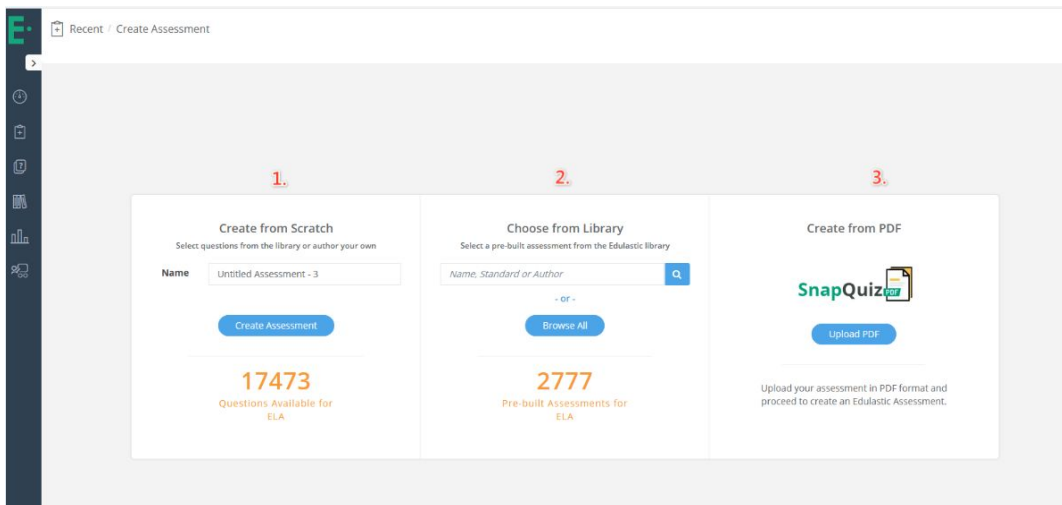 E
Recent / Create Assessment
>
1.
Create from Scratch
Select questions from the library or author your own
Name Untitled Assessment - 3
Create Assessment
17473
Questions Available for
ELA
2.
Choose from Library
Select a pre-built assessment from the Edulastic library
Name, Standard or Author
- or -
Browse All
2777
Pre-built Assessments for
ELA
3.
Create from PDF
SnapQuiz PDF
Upload PDF
Upload your assessment in PDF format and
proceed to create an Edulastic Assessment.